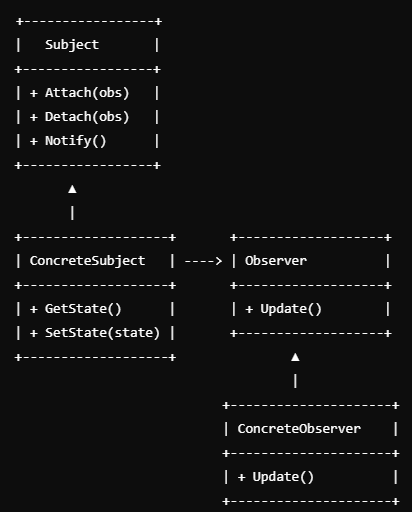 +-----------------+
|   Subject       |
+-----------------+
| + Attach(obs)   |
| + Detach(obs)   |
| + Notify()      |
+-----------------+
       ▲
       |
+-------------------+       +--------------------+
| ConcreteSubject   | ----> | Observer           |
+-------------------+       +--------------------+
| + GetState()      |       | + Update()         |
| + SetState(state) |       +--------------------+
+-------------------+               ▲
                                    |
                           +---------------------+
                           | ConcreteObserver    |
                           +---------------------+
                           | + Update()          |
                           +---------------------+